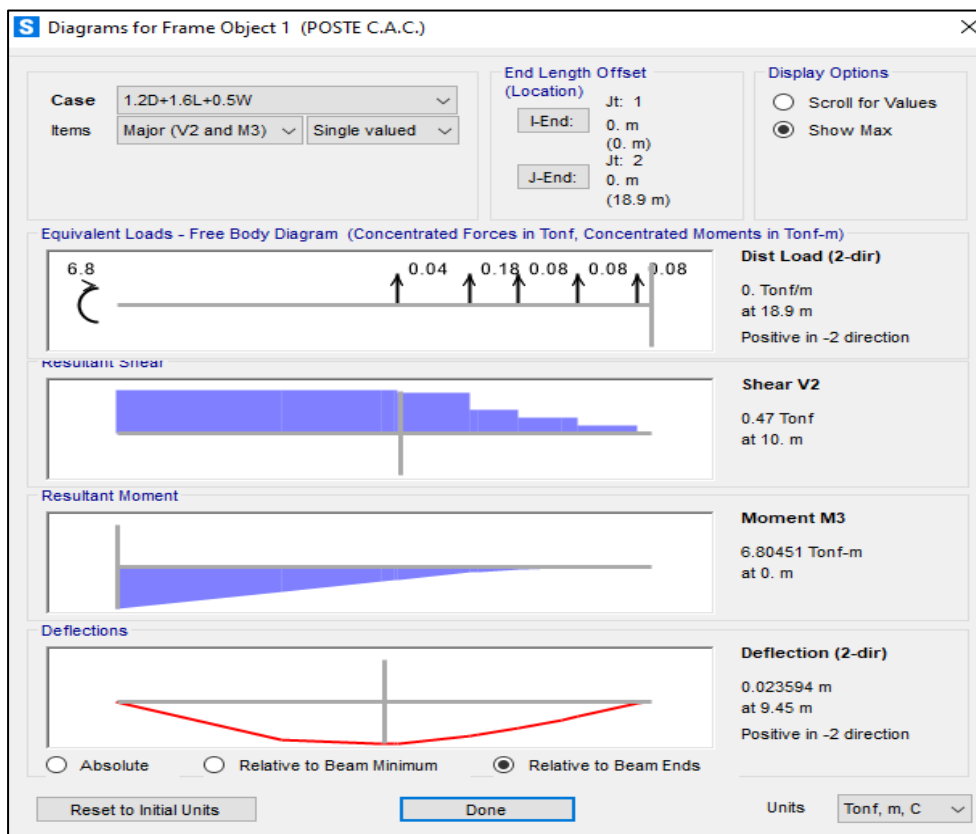 S Diagrams for Frame Object 1 (POSTE C.A.C.)
Case 1.2D+1.6L+0.5W
Items Major (V2 and M3) Single valued
End Length Offset
(Location)
I-End: Jt: 1
0. m
(0. m)
J-End: Jt: 2
0. m
(18.9 m)
Display Options
Scroll for Values
Show Max
Equivalent Loads - Free Body Diagram (Concentrated Forces in Tonf, Concentrated Moments in Tonf-m)
6.8 0.04 0.18 0.08 0.08 0.08
Dist Load (2-dir)
0. Tonf/m
at 18.9 m
Positive in -2 direction
Resultant Shear
Shear V2
0.47 Tonf
at 10. m
Resultant Moment
Moment M3
6.80451 Tonf-m
at 0. m
Deflections
Deflection (2-dir)
0.023594 m
at 9.45 m
Positive in -2 direction
Absolute Relative to Beam Minimum Relative to Beam Ends
Reset to Initial Units Done Units Tonf, m, C